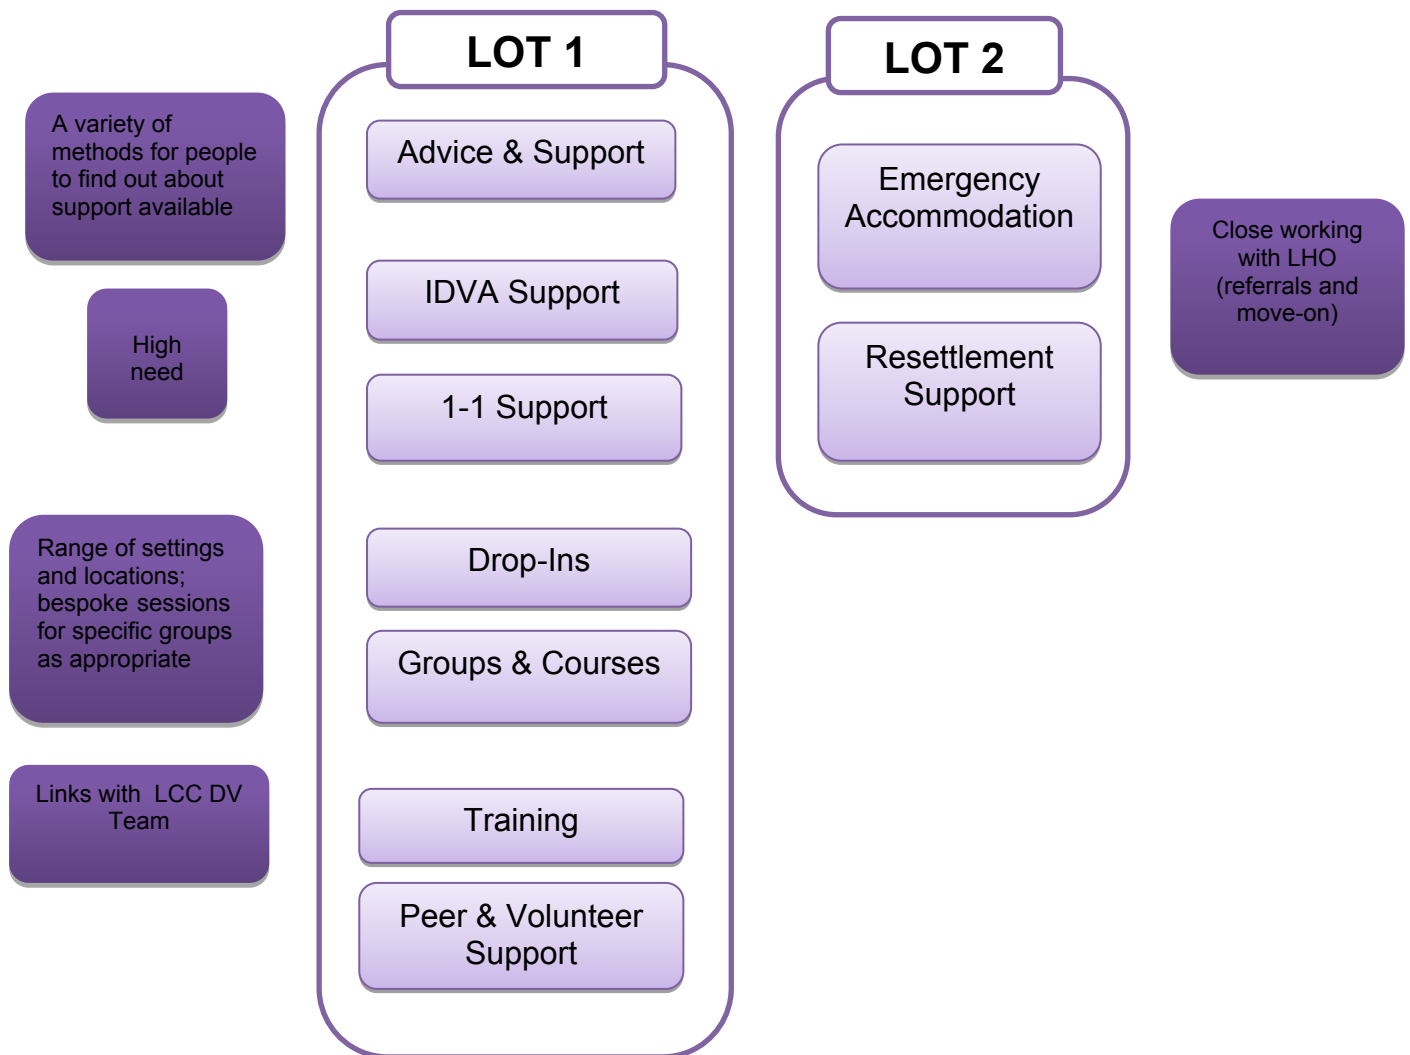 LOT 1
LOT 2
A variety of
methods for people
to find out about
support available
High
need
Range of settings
and locations;
bespoke sessions
for specific groups
as appropriate
Links with  LCC DV
Team
Advice & Support
IDVA Support
1-1 Support
Drop-Ins
Groups & Courses
Training
Peer & Volunteer
Support
Emergency
Accommodation
Resettlement
Support
Close working
with LHO
(referrals and
move-on)